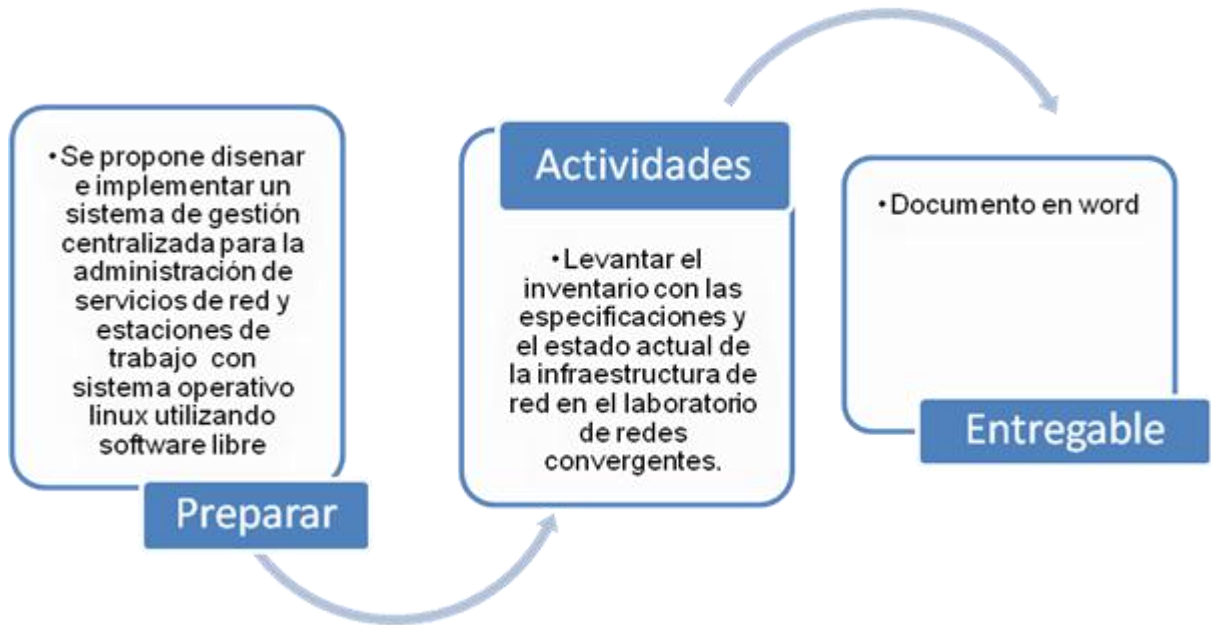 •Se propone disenar
e implementar un
sistema de gestión
centralizada para la
administración de
servicios de red y
estaciones de
trabajo con
sistema operativo
linux utilizando
software libre
Preparar
Actividades
•Levantar el
inventario con las
especificaciones y
el estado actual de
la infraestructura de
red en el laboratorio
de redes
convergentes.
•Documento en word
Entregable